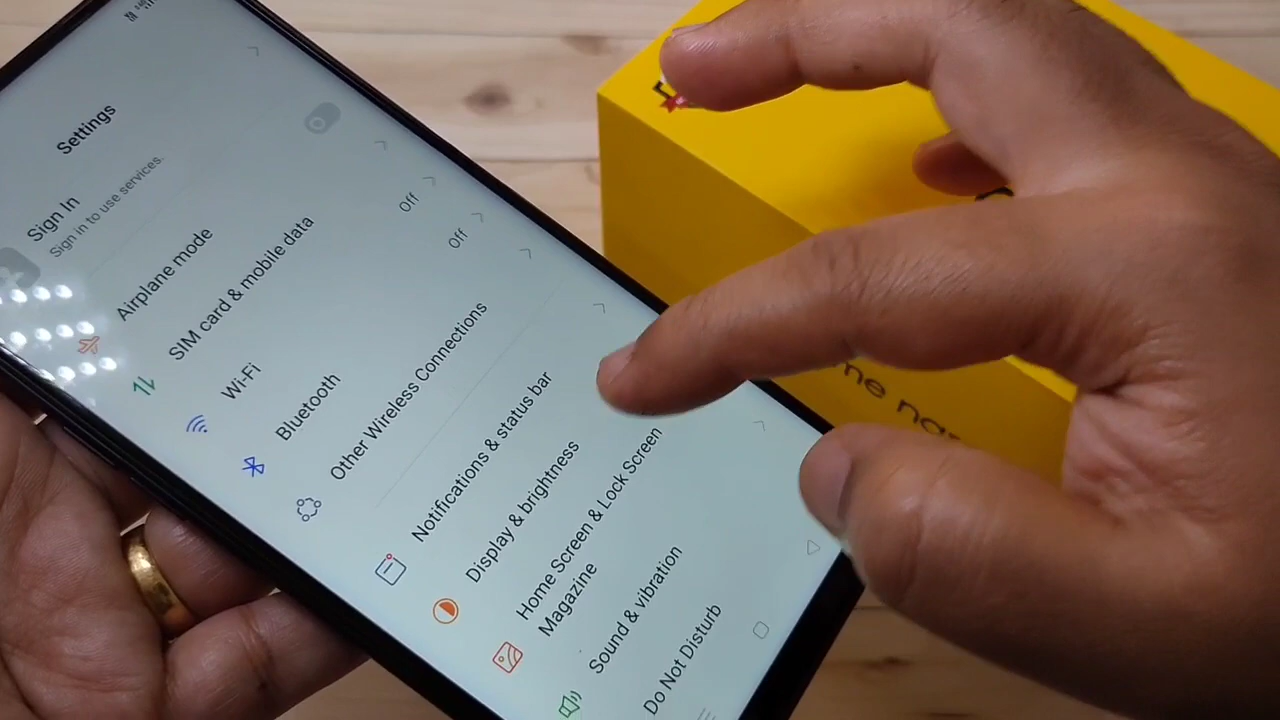 Settings
Sign In
Sign in to use services.
Airplane mode
SIM card & mobile data
Wi-Fi
Off
Bluetooth
Off
Other Wireless Connections
Notifications & status bar
Display & brightness
Home Screen & Lock Screen
Magazine
Sound & vibration
Do Not Disturb